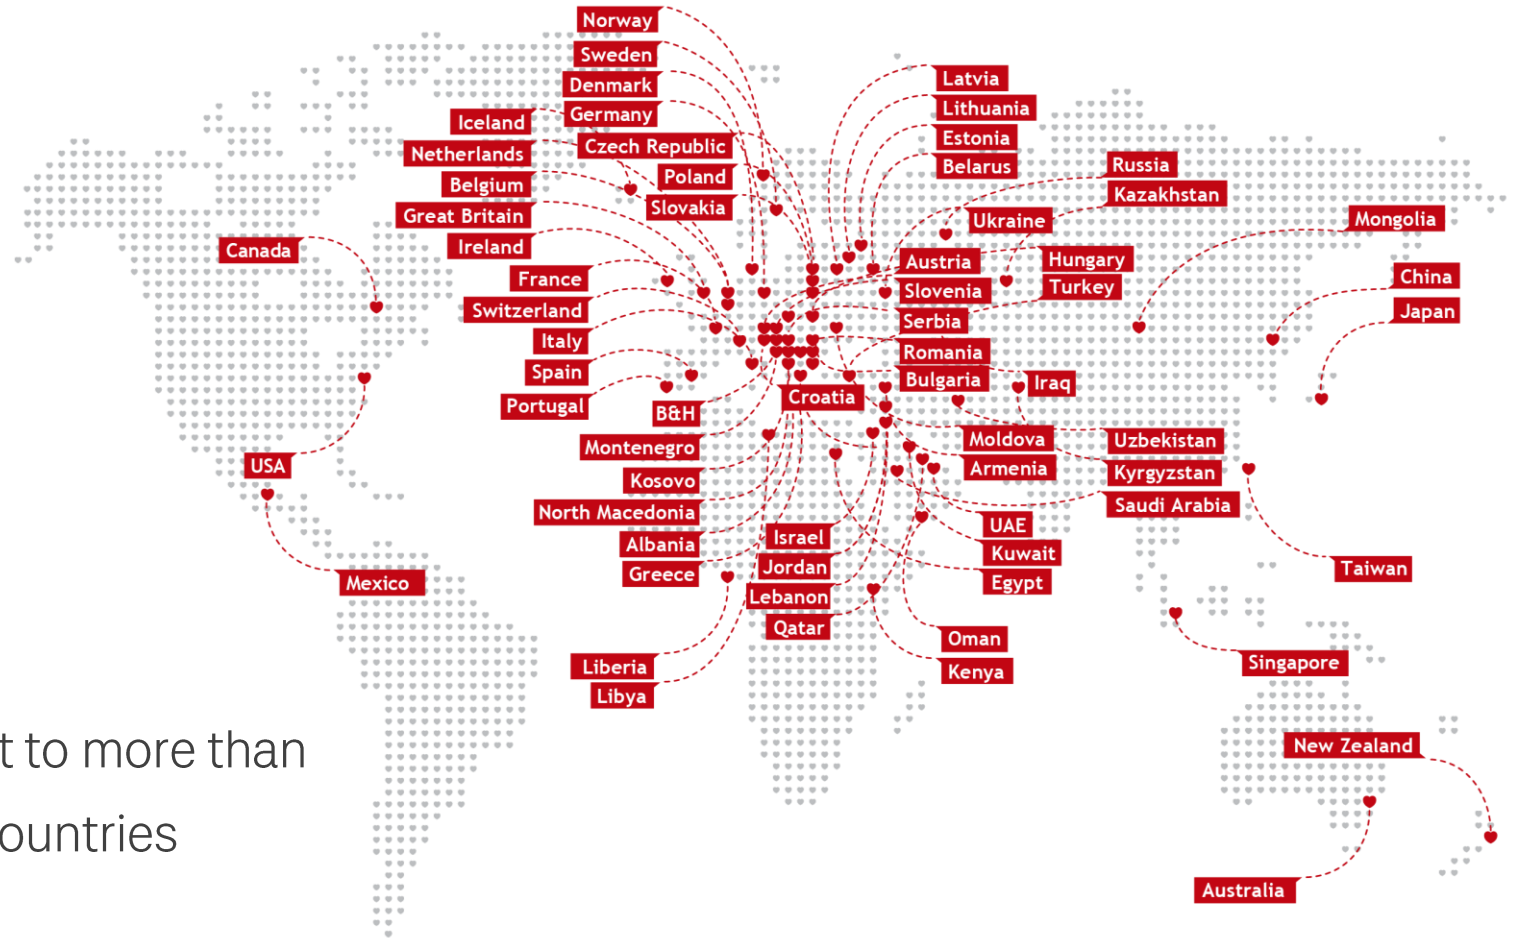 Norway
Sweden
Denmark
Germany
Iceland
Czech Republic
Netherlands
Poland
Belgium
Slovakia
Great Britain
Ireland
Canada
France
Switzerland
Italy
Spain
Portugal
B&H
Croatia
Montenegro
Kosovo
North Macedonia
Albania
Greece
USA
Mexico
Liberia
Libya
Israel
Jordan
Lebanon
Qatar
Latvia
Lithuania
Estonia
Belarus
Russia
Kazakhstan
Ukraine
Mongolia
Austria
Hungary
Slovenia
Turkey
China
Serbia
Japan
Romania
Bulgaria
Iraq
Moldova
Uzbekistan
Armenia
Kyrgyzstan
Saudi Arabia
UAE
Kuwait
Egypt
Taiwan
Oman
Kenya
Singapore
New Zealand
Australia
t to more than
ountries